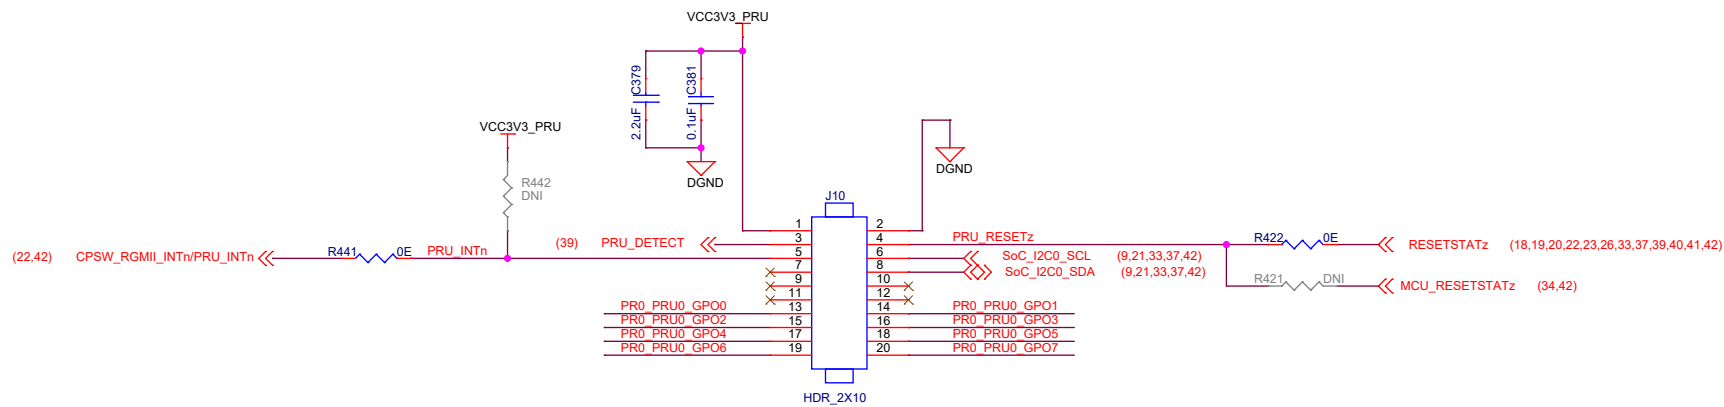 VCC3V3_PRU
C379
2.2uF
C381
0.1uF
DGND
VCC3V3_PRU
R442
DNI
DGND
J10
1
2
3
4
5
6
7
8
9
10
11
12
13
14
15
16
17
18
19
20
HDR_2X10
(22,42) CPSW_RGMII_INTn/PRU_INTn
R441 0E
PRU_INTn
(39) PRU_DETECT
PRU_RESETz
R422 0E
RESETSTATz (18,19,20,22,23,26,33,37,39,40,41,42)
SoC_I2C0_SCL (9,21,33,37,42)
SoC_I2C0_SDA (9,21,33,37,42)
R421 DNI
MCU_RESETSTATz (34,42)
PR0_PRU0_GPO0
PR0_PRU0_GPO1
PR0_PRU0_GPO2
PR0_PRU0_GPO3
PR0_PRU0_GPO4
PR0_PRU0_GPO5
PR0_PRU0_GPO6
PR0_PRU0_GPO7